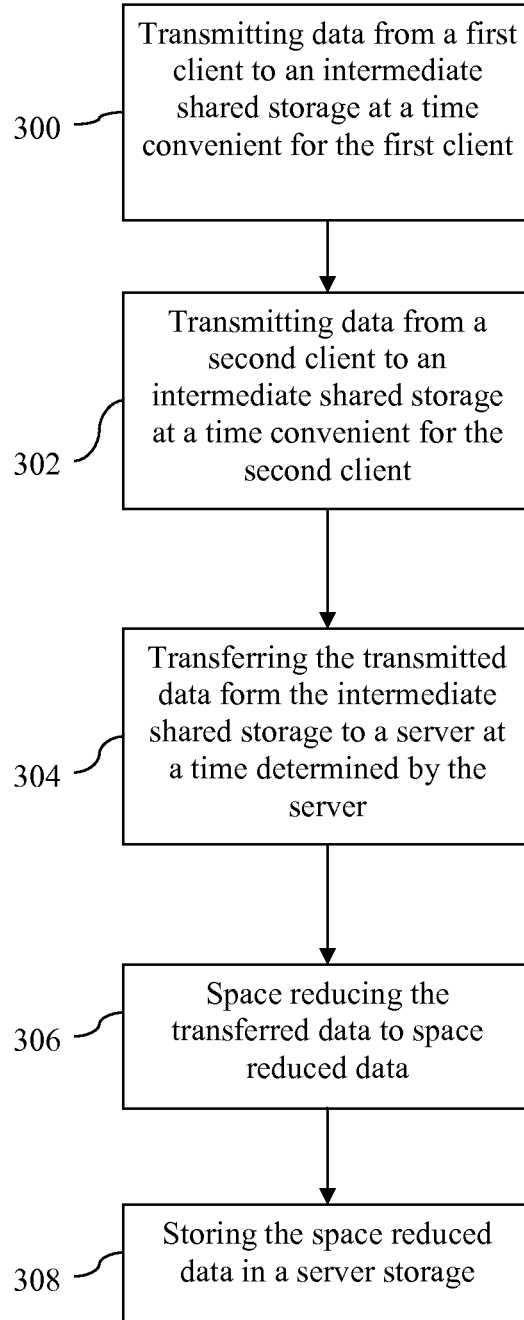 Transmitting data from a first
client to an intermediate
shared storage at a time
convenient for the first client
300
Transmitting data from a
second client to an
intermediate shared storage
at a time convenient for the
second client
302
Transferring the transmitted
data form the intermediate
shared storage to a server at
a time determined by the
server
304
Space reducing the
transferred data to space
reduced data
306
Storing the space reduced
data in a server storage
308